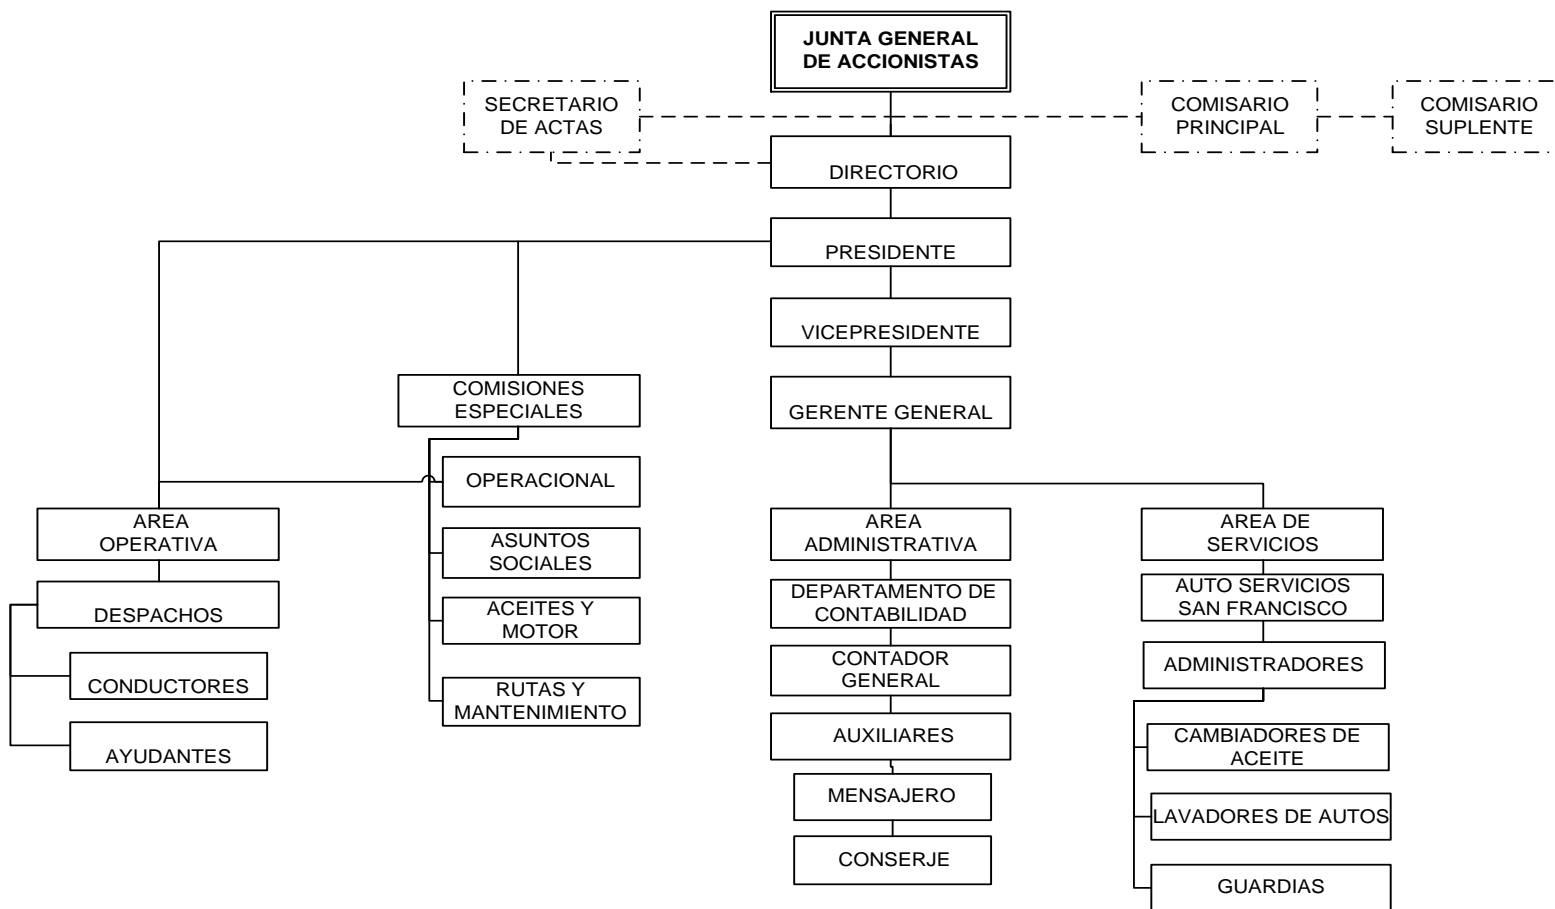 JUNTA GENERAL
DE ACCIONISTAS
SECRETARIO
DE ACTAS
COMISARIO
PRINCIPAL
COMISARIO
SUPLENTE
DIRECTORIO
PRESIDENTE
VICEPRESIDENTE
COMISIONES
ESPECIALES
GERENTE GENERAL
OPERACIONAL
ASUNTOS
SOCIALES
ACEITES Y
MOTOR
RUTAS Y
MANTENIMIENTO
AREA
OPERATIVA
DESPACHOS
CONDUCTORES
AYUDANTES
AREA
ADMINISTRATIVA
DEPARTAMENTO DE
CONTABILIDAD
CONTADOR
GENERAL
AUXILIARES
MENSAJERO
CONSERJE
AREA DE
SERVICIOS
AUTO SERVICIOS
SAN FRANCISCO
ADMINISTRADORES
CAMBIADORES DE
ACEITE
LAVADORES DE AUTOS
GUARDIAS